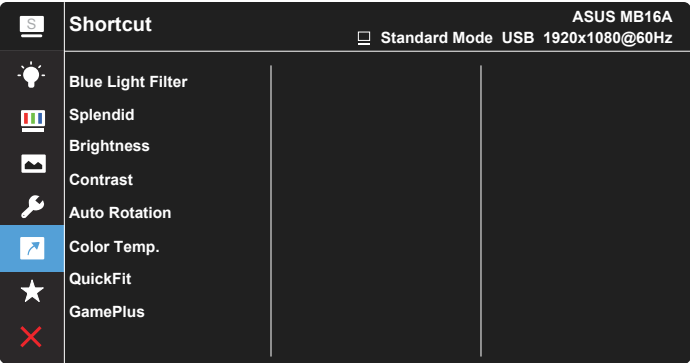 S
Shortcut
ASUS MB16A
Standard Mode USB 1920x1080@60Hz
Blue Light Filter
Splendid
Brightness
Contrast
Auto Rotation
Color Temp.
QuickFit
GamePlus